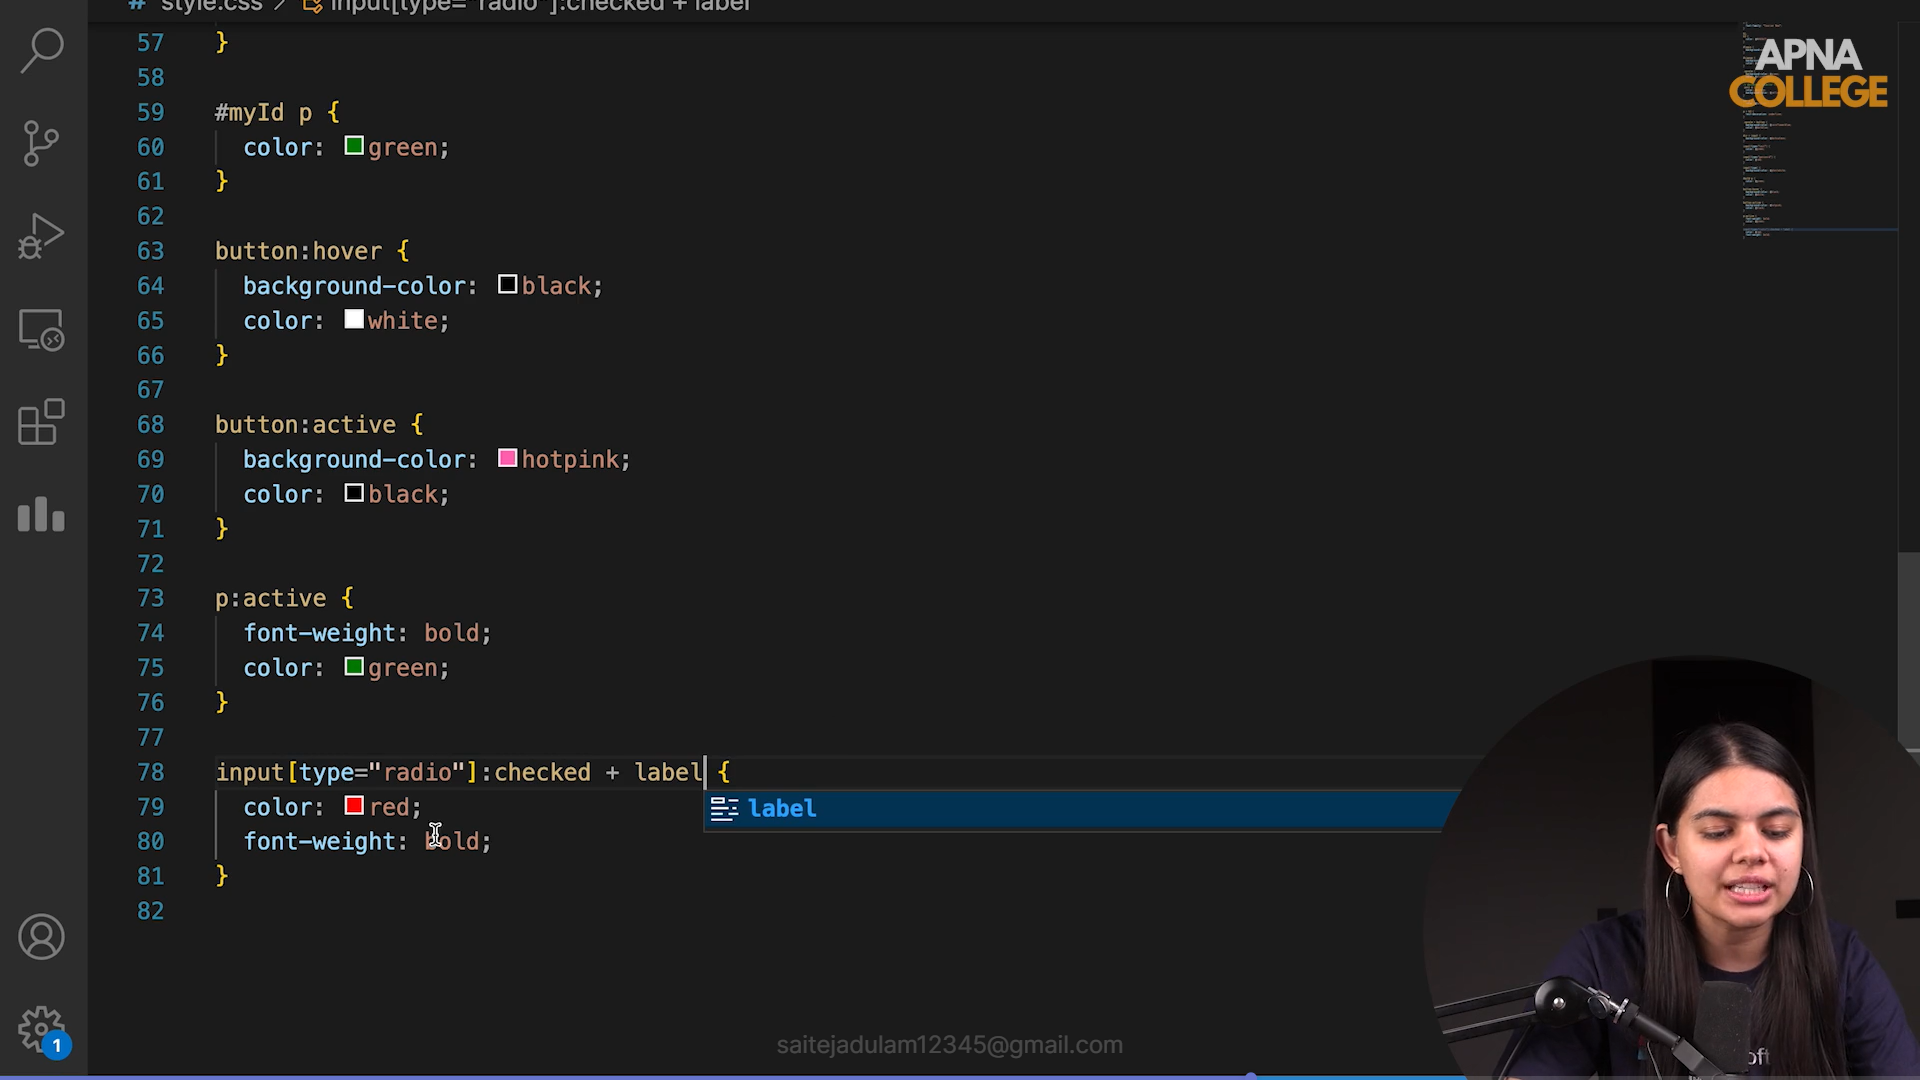 # style.css > input[type="radio"]:checked + label
57 }
58
59 #myId p {
60 color: green;
61 }
62
63 button:hover {
64 background-color: black;
65 color: white;
66 }
67
68 button:active {
69 background-color: hotpink;
70 color: black;
71 }
72
73 p:active {
74 font-weight: bold;
75 color: green;
76 }
77
78 input[type="radio"]:checked + label {
label
79 color: red;
80 font-weight: bold;
81 }
82
APNA
COLLEGE
1
saitejadulam12345@gmail.com